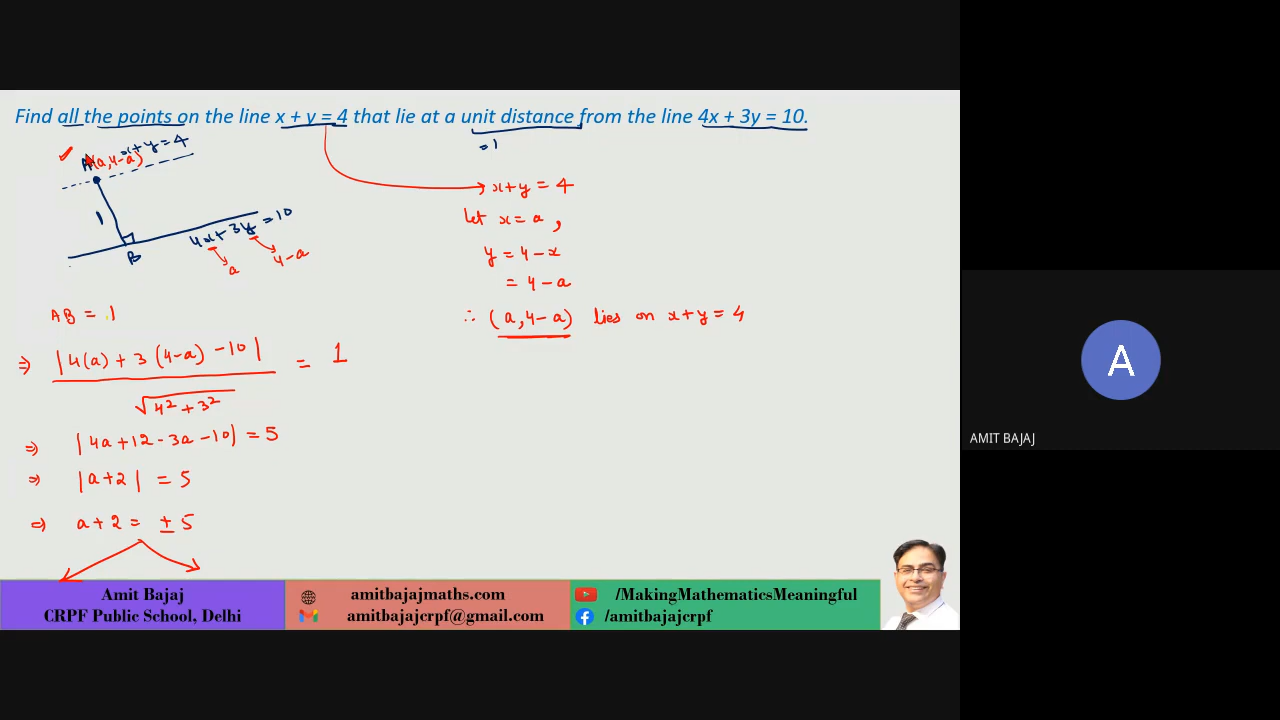 Find all the points on the line x + y = 4 that lie at a unit distance from the line 4x + 3y = 10.
= 1
x+y = 4
A(a, 4-a)
1
4x + 3y = 10
B
a
4-a
x+y = 4
Let x = a,
y = 4 - x
= 4 - a
∴ (a, 4-a) lies on x+y = 4
AB = 1
⇒ |4(a) + 3(4-a) - 10| / √4² + 3² = 1
⇒ |4a + 12 - 3a - 10| = 5
⇒ |a+2| = 5
⇒ a + 2 = ± 5
Amit Bajaj
CRPF Public School, Delhi
amitbajajmaths.com
amitbajajcrpf@gmail.com
/MakingMathematicsMeaningful
/amitbajajcrpf
A
AMIT BAJAJ